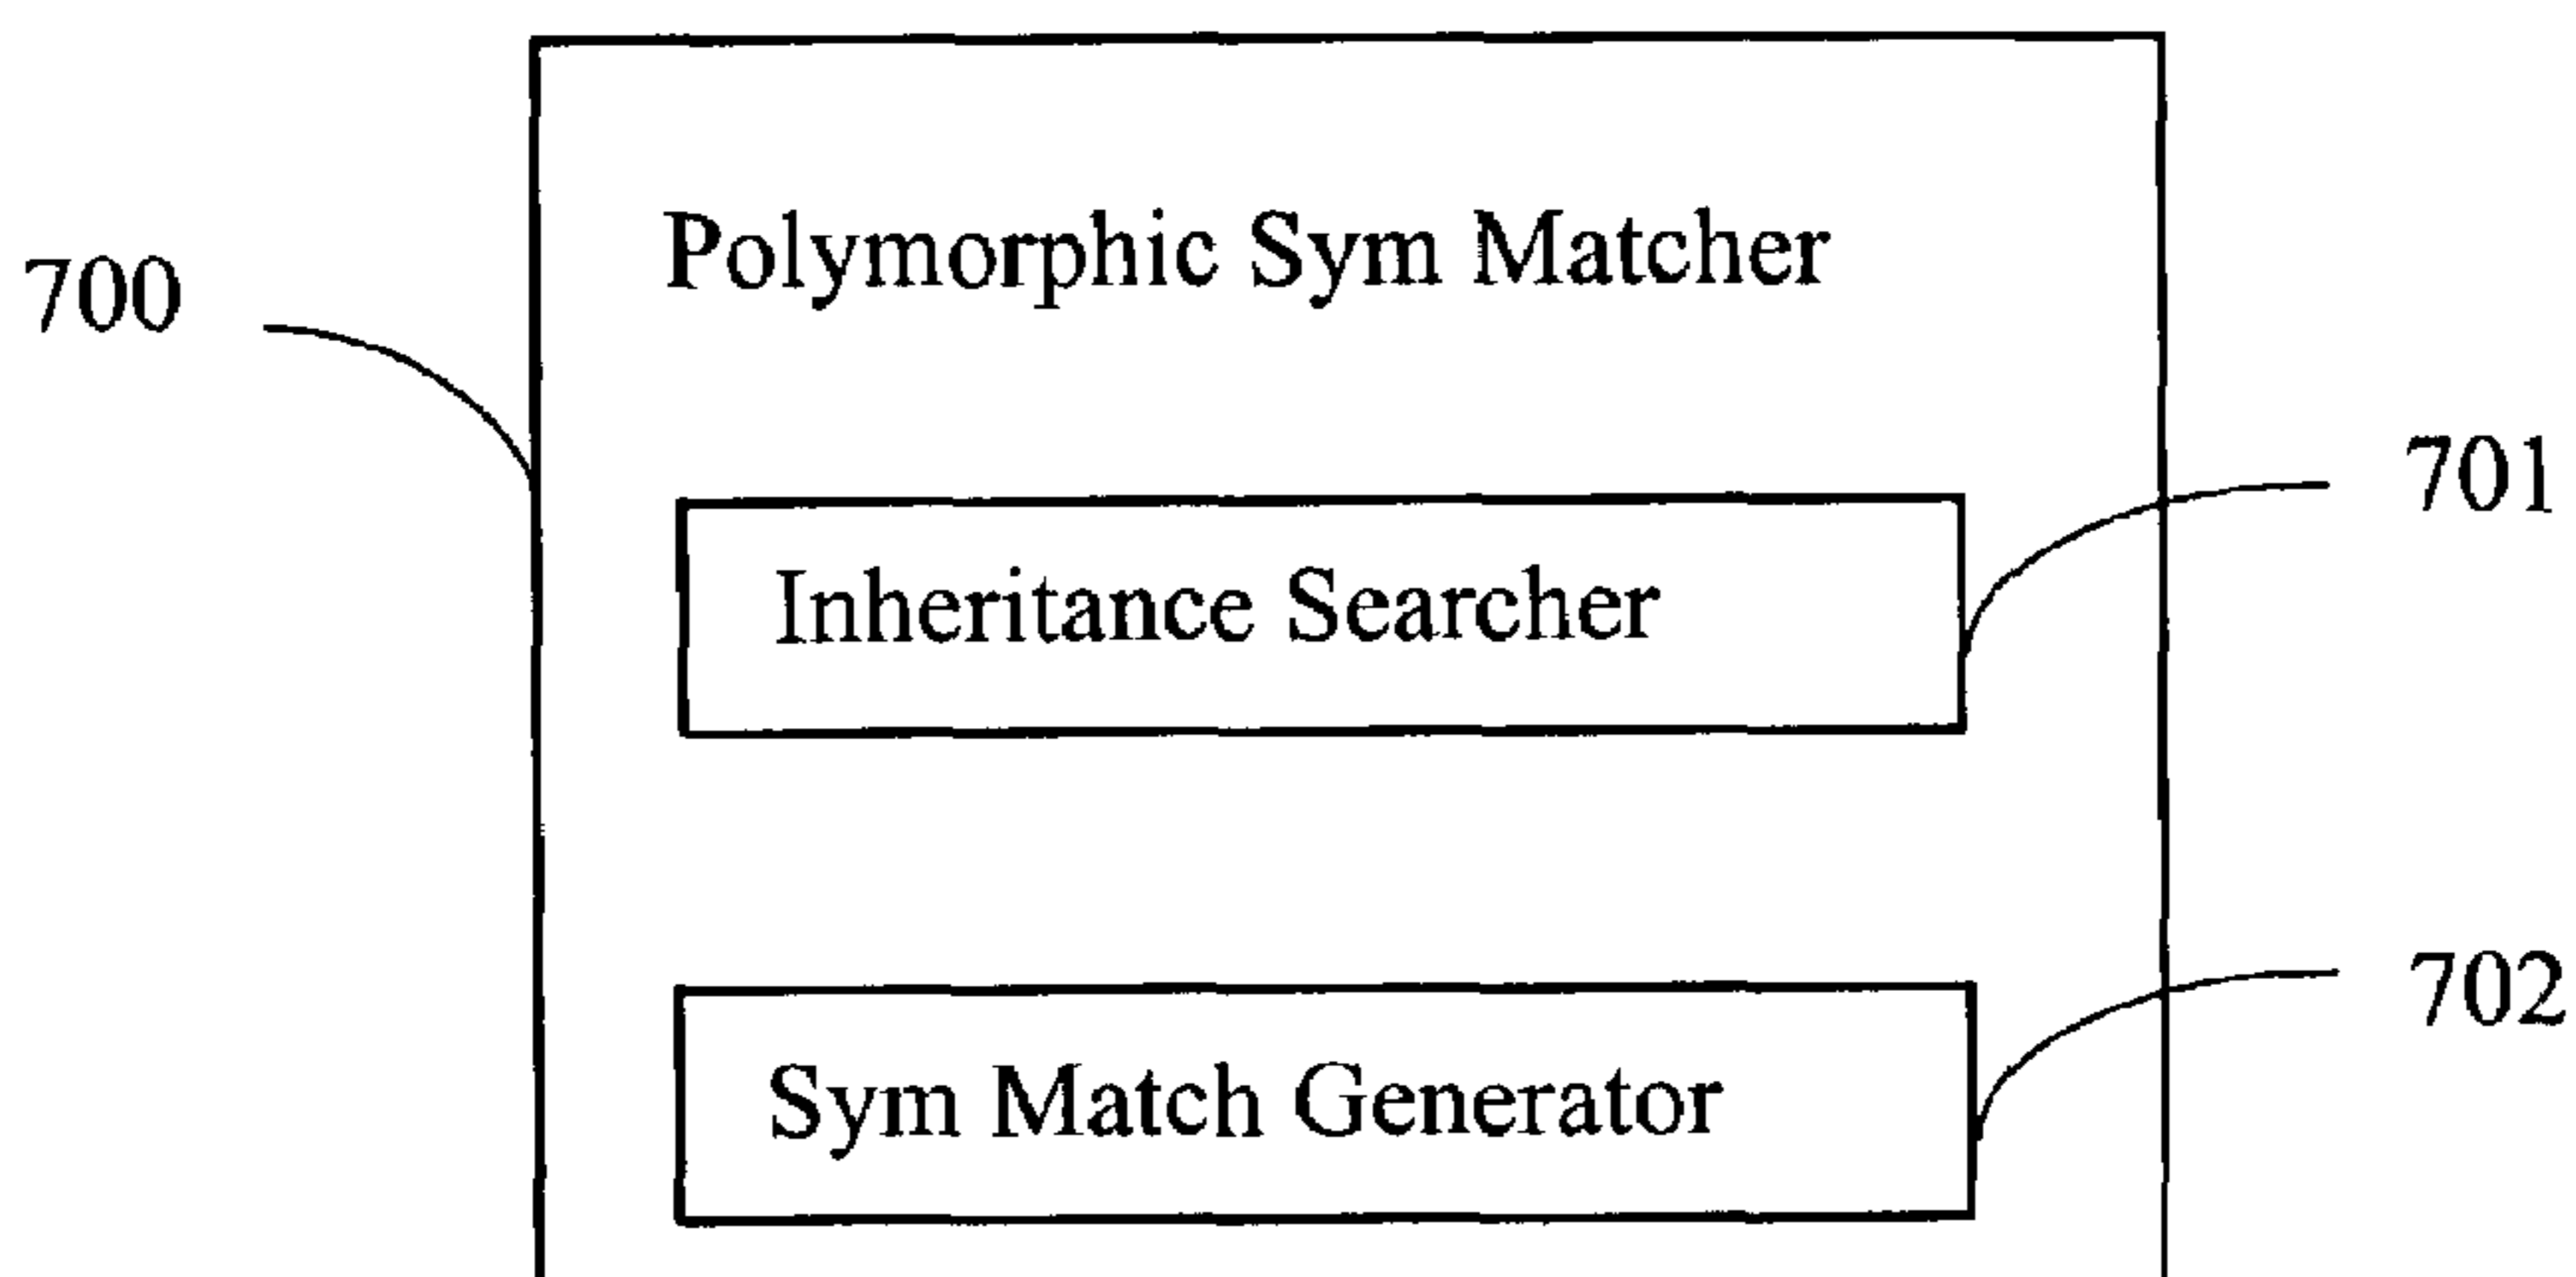 Polymorphic Sym Matcher
700
701
Inheritance Searcher
702
Sym Match Generator